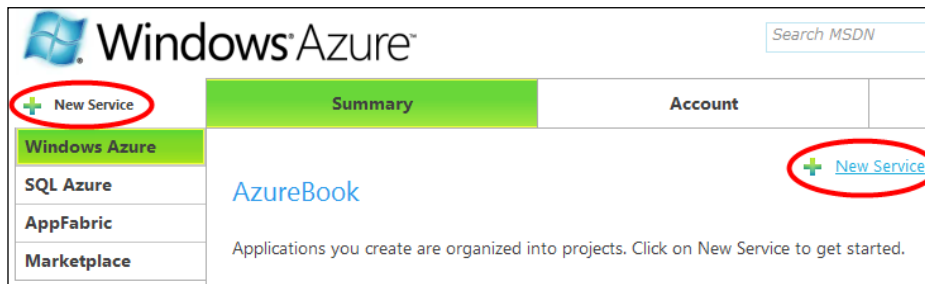 Windows Azure™
Search MSDN
New Service
Summary
Account
Windows Azure
SQL Azure
AppFabric
Marketplace
New Service
AzureBook
Applications you create are organized into projects. Click on New Service to get started.